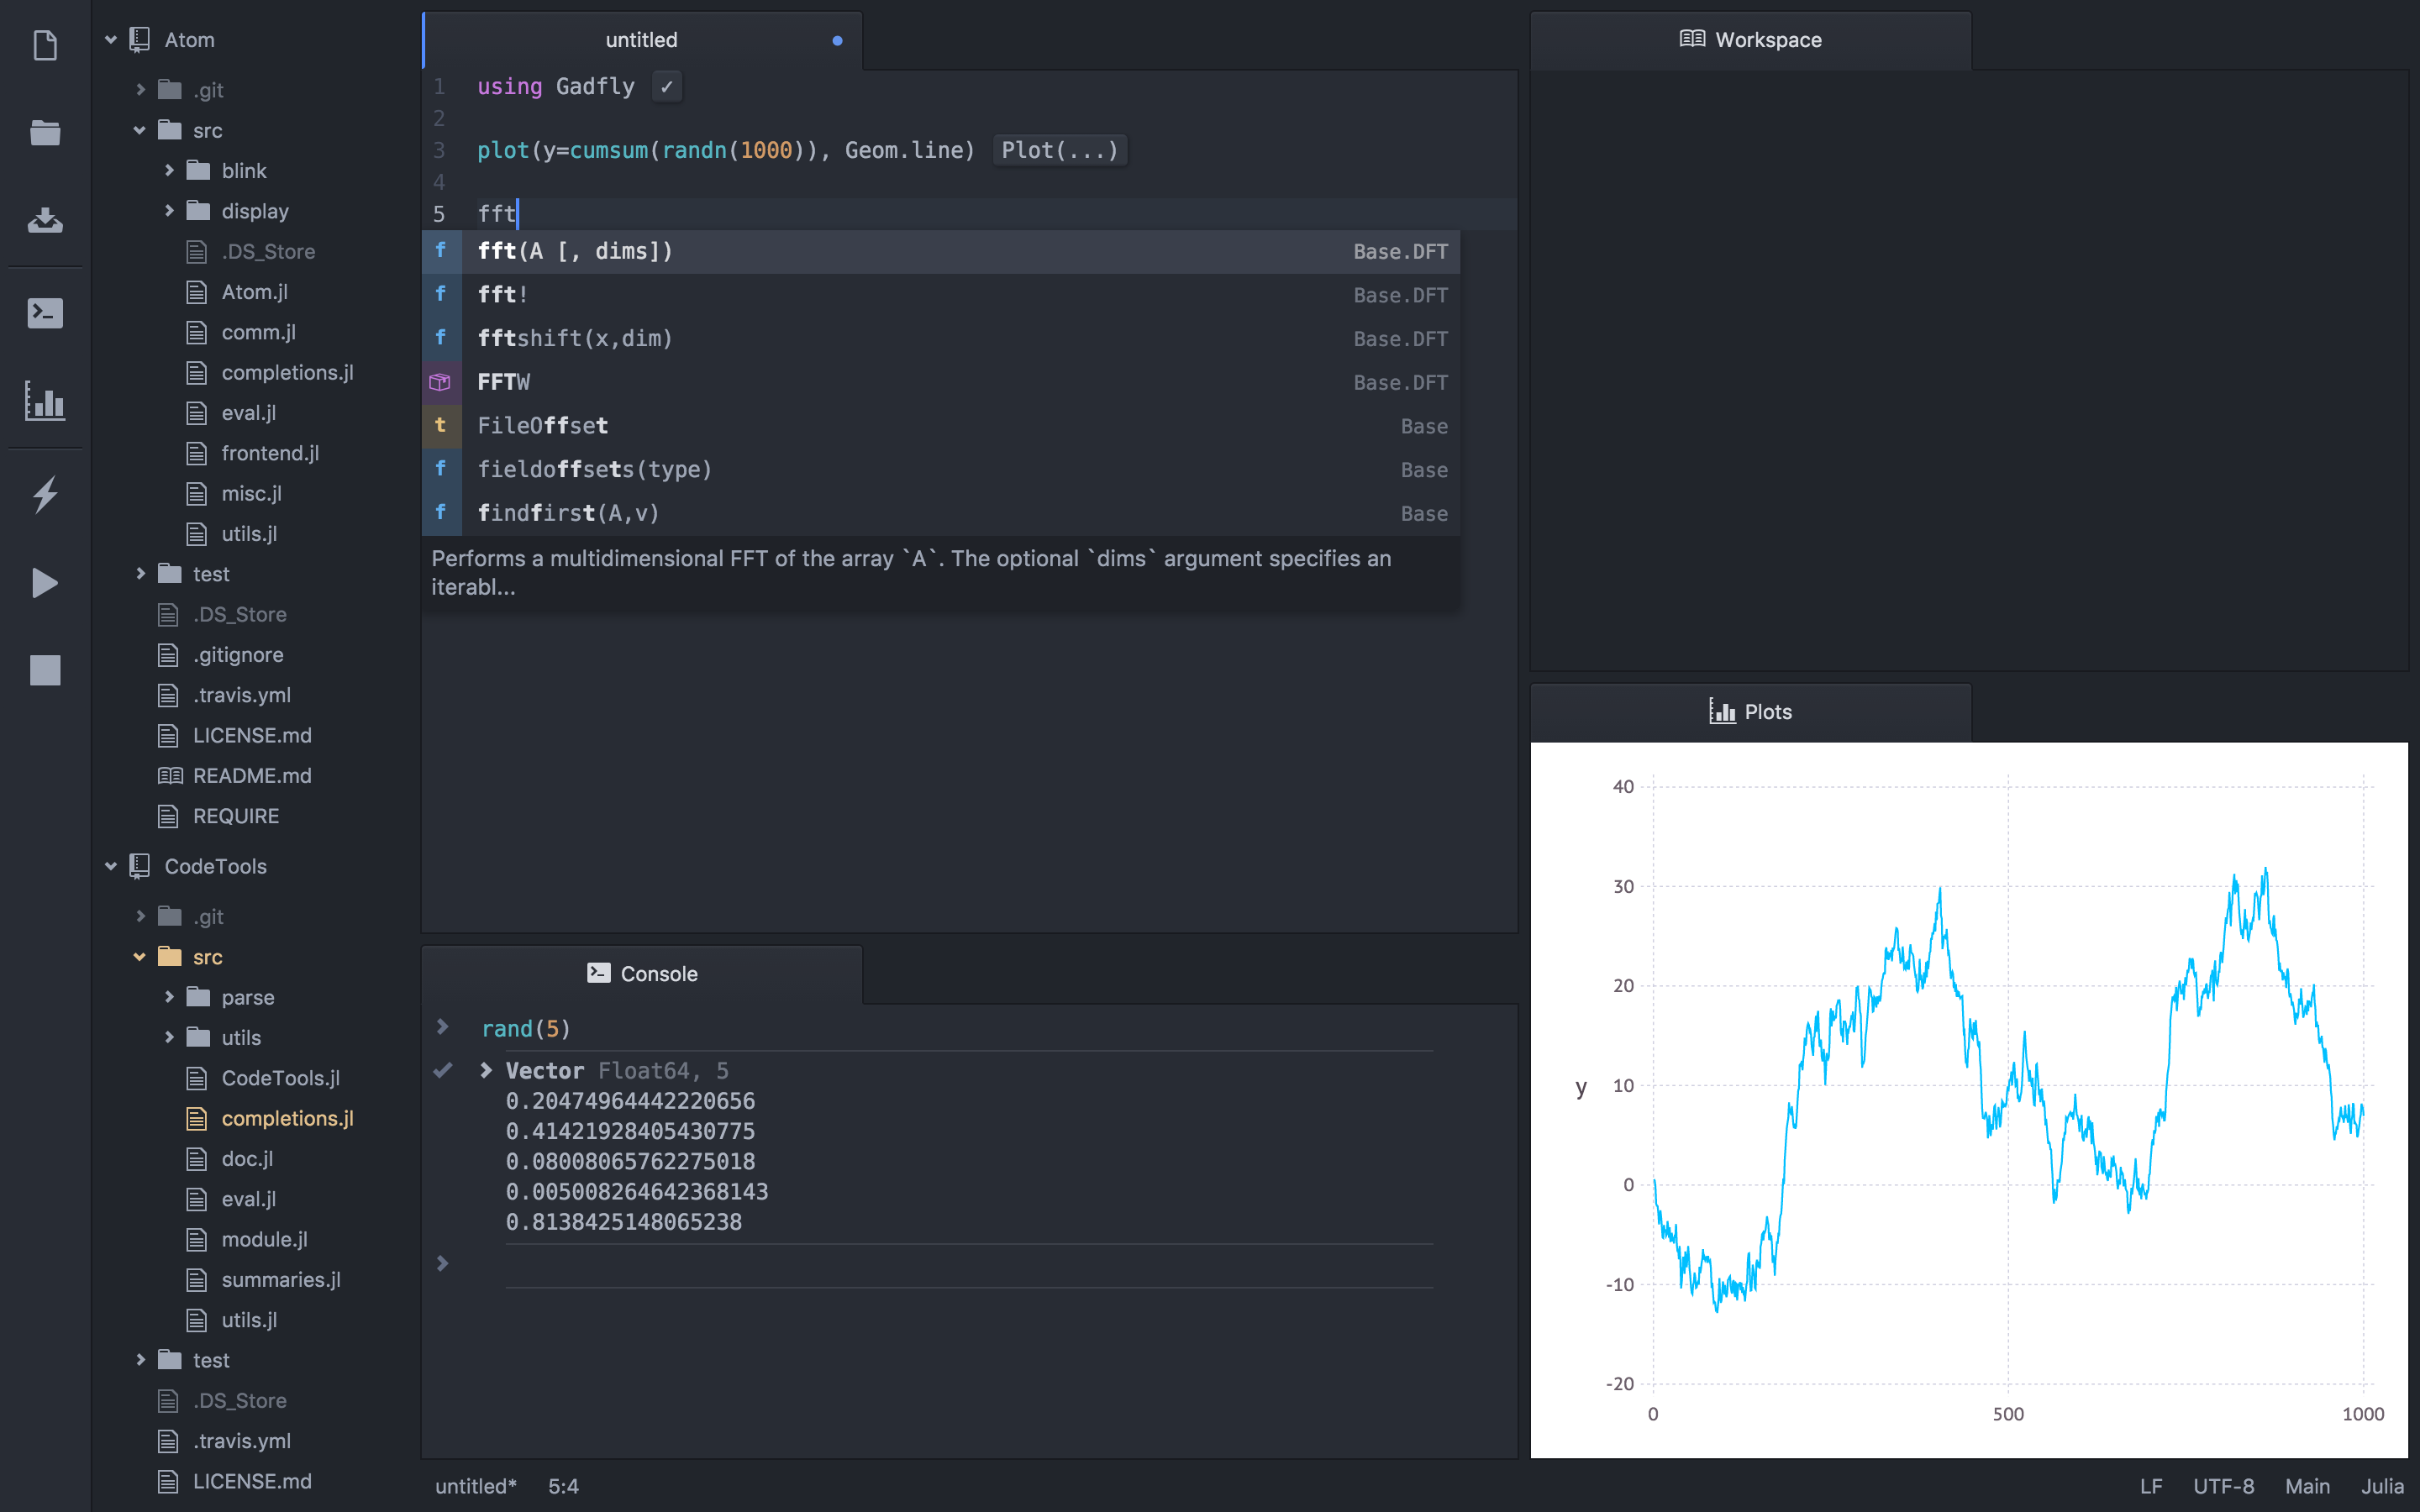 Atom
.git
src
blink
display
.DS_Store
Atom.jl
comm.jl
completions.jl
eval.jl
frontend.jl
misc.jl
utils.jl
test
.DS_Store
.gitignore
.travis.yml
LICENSE.md
README.md
REQUIRE
CodeTools
.git
src
parse
utils
CodeTools.jl
completions.jl
doc.jl
eval.jl
module.jl
summaries.jl
utils.jl
test
.DS_Store
.travis.yml
LICENSE.md
untitled
1 using Gadfly ✓
2
3 plot(y=cumsum(randn(1000)), Geom.line) Plot(...)
4
5 fft
f fft(A [, dims]) Base.DFT
f fft! Base.DFT
f fftshift(x,dim) Base.DFT
FFTW Base.DFT
t FileOffset Base
f fieldoffsets(type) Base
f findfirst(A,v) Base
Performs a multidimensional FFT of the array `A`. The optional `dims` argument specifies an
iterabl...
Console
rand(5)
Vector Float64, 5
0.20474964442220656
0.41421928405430775
0.08008065762275018
0.005008264642368143
0.8138425148065238
Workspace
Plots
40
30
20
y 10
0
-10
-20
0 500 1000
untitled* 5:4
LF UTF-8 Main Julia